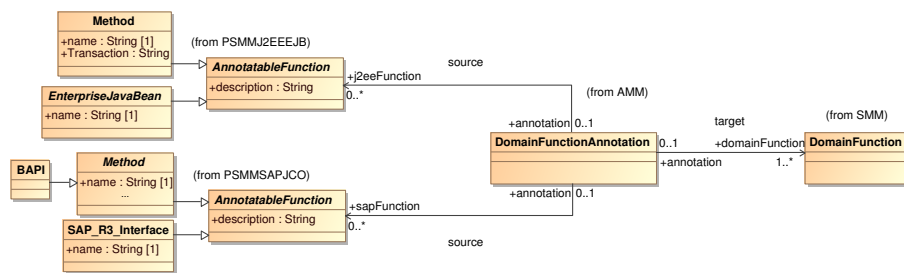 Method
+name : String [1]
+Transaction : String
(from PSMMJ2EEEJB)
AnnotatableFunction
+description : String
EnterpriseJavaBean
+name : String [1]
+j2eeFunction
0..*
source
(from AMM)
+annotation 0..1
DomainFunctionAnnotation
0..1
+annotation
target
+domainFunction
1..*
(from SMM)
DomainFunction
BAPI
Method
+name : String [1]
...
(from PSMMSAPJCO)
AnnotatableFunction
+description : String
SAP_R3_Interface
+name : String [1]
+sapFunction
0..*
+annotation 0..1
source